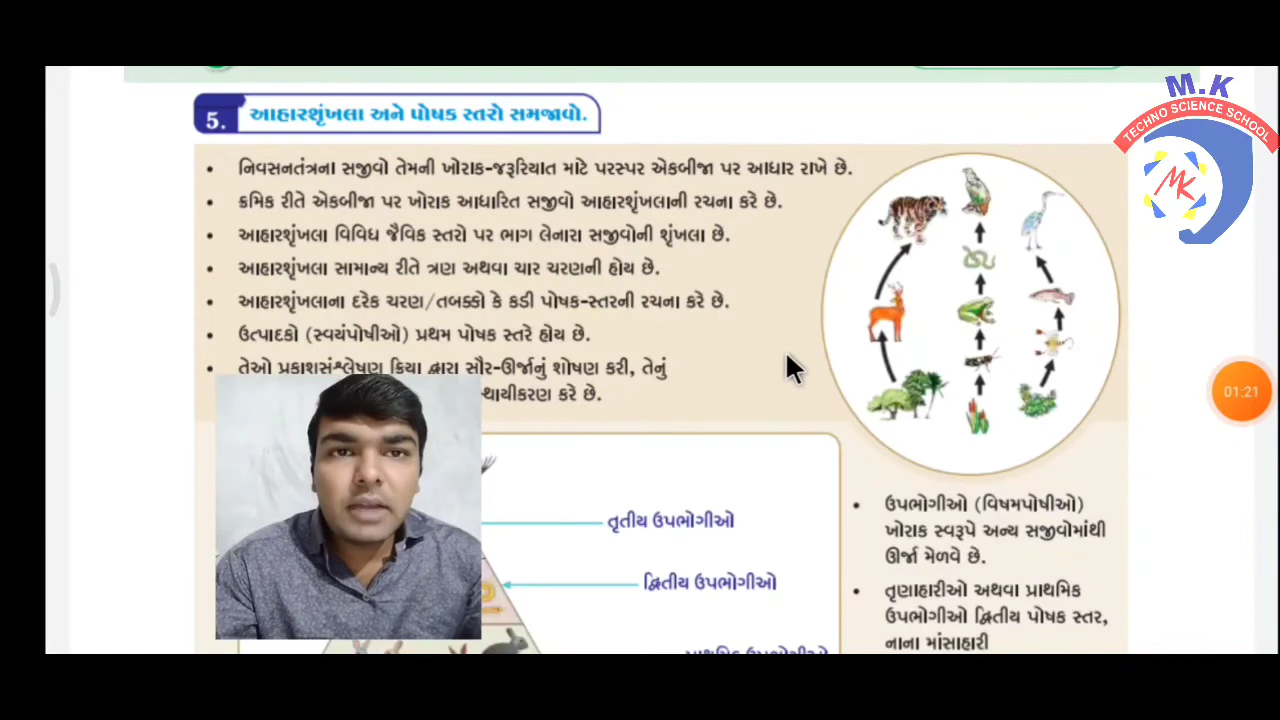 5.
આહારશૃંખલા અને પોષક સ્તરો સમજાવો.
• નિવસનતંત્રના સજીવો તેમની ખોરાક-જરૂરિયાત માટે પરસ્પર એકબીજા પર આધાર રાખે છે.
• ક્રમિક રીતે એકબીજા પર ખોરાક આધારિત સજીવો આહારશૃંખલાની રચના કરે છે.
• આહારશૃંખલા વિવિધ જૈવિક સ્તરો પર ભાગ લેનારા સજીવોની શૃંખલા છે.
• આહારશૃંખલા સામાન્ય રીતે ત્રણ અથવા ચાર ચરણની હોય છે.
• આહારશૃંખલાના દરેક ચરણ/તબક્કો કે કડી પોષક-સ્તરની રચના કરે છે.
• ઉત્પાદકો (સ્વયંપોષીઓ) પ્રથમ પોષક સ્તરે હોય છે.
• તેઓ પ્રકાશસંશ્લેષણ ક્રિયા દ્વારા સૌર-ઊર્જાનું શોષણ કરી, તેનું
કરે છે.
તૃતીય ઉપભોગીઓ
દ્વિતીય ઉપભોગીઓ
• ઉપભોગીઓ (વિષમપોષીઓ)
ખોરાક સ્વરૂપે અન્ય સજીવોમાંથી
ઊર્જા મેળવે છે.
• તૃણાહારીઓ અથવા પ્રાથમિક
ઉપભોગીઓ દ્વિતીય પોષક સ્તર,
નાના માંસાહારી
M.K
TECHNO SCIENCE SCHOOL
MK
01:21